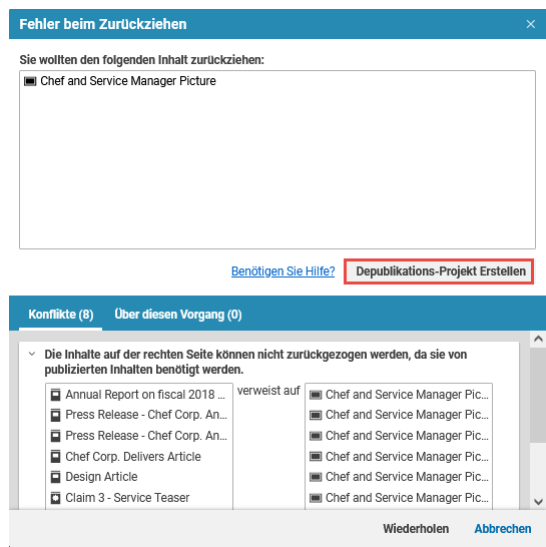 Fehler beim Zurückziehen
Sie wollten den folgenden Inhalt zurückziehen:
Chef and Service Manager Picture
Benötigen Sie Hilfe? Depublikations-Projekt Erstellen
Konflikte (8) Über diesen Vorgang (0)
Die Inhalte auf der rechten Seite können nicht zurückgezogen werden, da sie von
publizierten Inhalten benötigt werden.
Annual Report on fiscal 2018 ... verweist auf Chef and Service Manager Pic...
Press Release - Chef Corp. An... Chef and Service Manager Pic...
Press Release - Chef Corp. An... Chef and Service Manager Pic...
Chef Corp. Delivers Article Chef and Service Manager Pic...
Design Article Chef and Service Manager Pic...
Claim 3 - Service Teaser Chef and Service Manager Pic...
Wiederholen Abbrechen